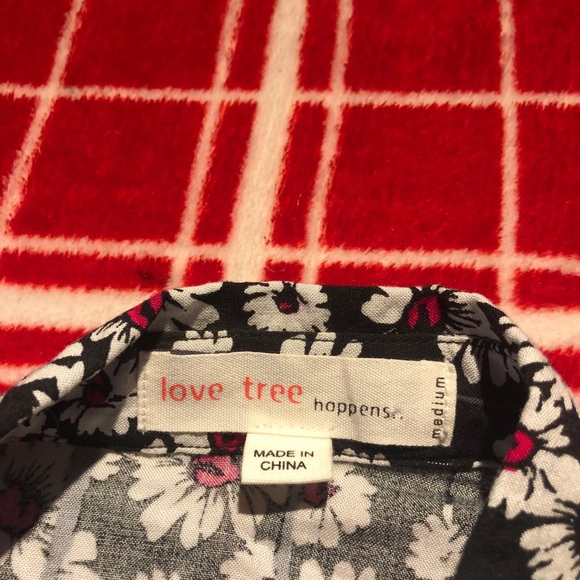 love tree happens..
medium
MADE IN
CHINA